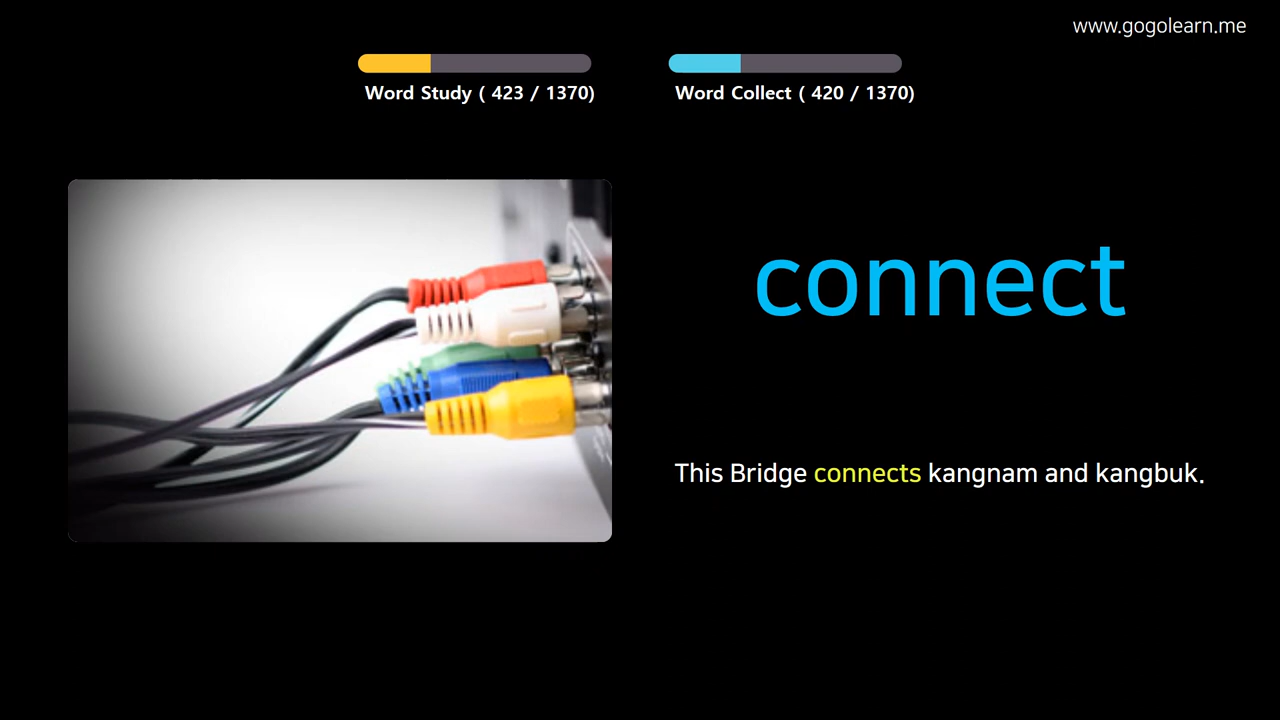 www.gogolearn.me
Word Study ( 423 / 1370)
Word Collect ( 420 / 1370)
connect
This Bridge connects kangnam and kangbuk.